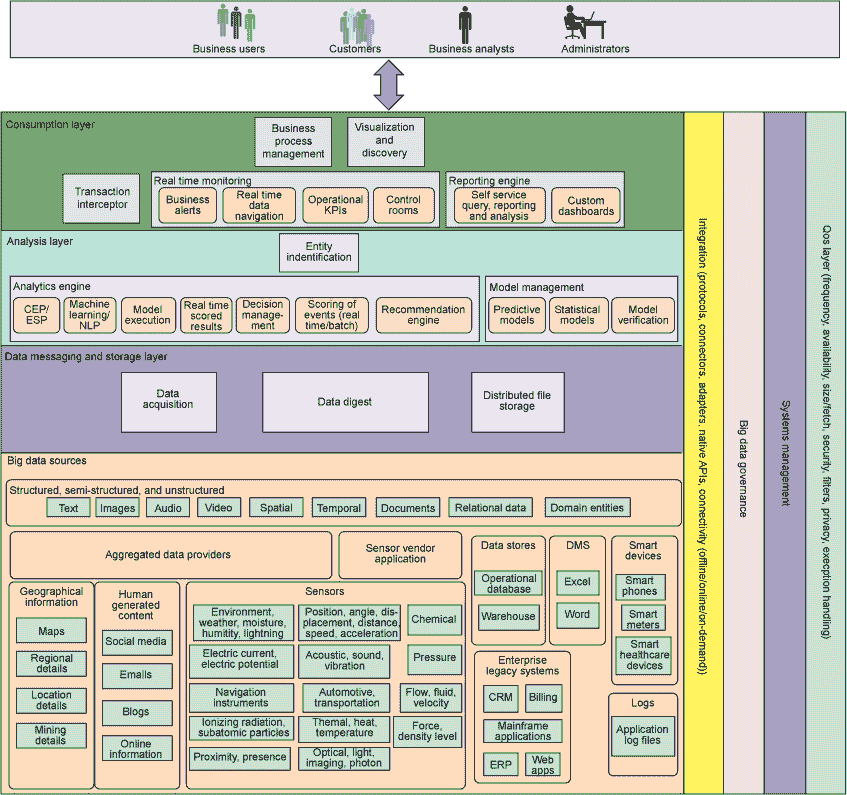 Business users
Customers
Business analysts
Administrators
Consumption layer
Business
process
management
Visualization
and
discovery
Transaction
interceptor
Real time monitoring
Business
alerts
Real time
data
navigation
Operational
KPIs
Control
rooms
Reporting engine
Self service
query, reporting
and analysis
Custom
dashboards
Analysis layer
Entity
indentification
Analytics engine
CEP/
ESP
Machine
learning/
NLP
Model
execution
Real time
scored
results
Decision
manage-
ment
Scoring of
events (real
time/batch)
Recommendation
engine
Model management
Predictive
models
Statistical
models
Model
verification
Data messaging and storage layer
Data
acquisition
Data digest
Distributed file
storage
Big data sources
Structured, semi-structured, and unstructured
Text
Images
Audio
Video
Spatial
Temporal
Documents
Relational data
Domain entities
Aggregated data providers
Sensor vendor
application
Data stores
Operational
database
Warehouse
DMS
Excel
Word
Smart
devices
Smart
phones
Smart
meters
Smart
healthcare
devices
Geographical
information
Maps
Regional
details
Location
details
Mining
details
Human
generated
content
Social media
Emails
Blogs
Online
information
Sensors
Environment,
weather, moisture,
humitity, lightning
Position, angle, dis-
placement, distance,
speed, acceleration
Chemical
Electric current,
electric potential
Acoustic, sound,
vibration
Pressure
Navigation
instruments
Automotive,
transportation
Flow, fluid,
velocity
Ionizing radiation,
subatomic particles
Themal, heat,
temperature
Force,
density level
Proximity, presence
Optical, light,
imaging, photon
Enterprise
legacy systems
CRM
Billing
Mainframe
applications
ERP
Web
apps
Logs
Application
log files
Integration (protocols, connectors, adapters, native APIs, connectivity (offline/online/on-demand))
Big data governance
Systems management
Qos layer (frequency, availability, size/fetch, security, filters, privacy, execption handling)